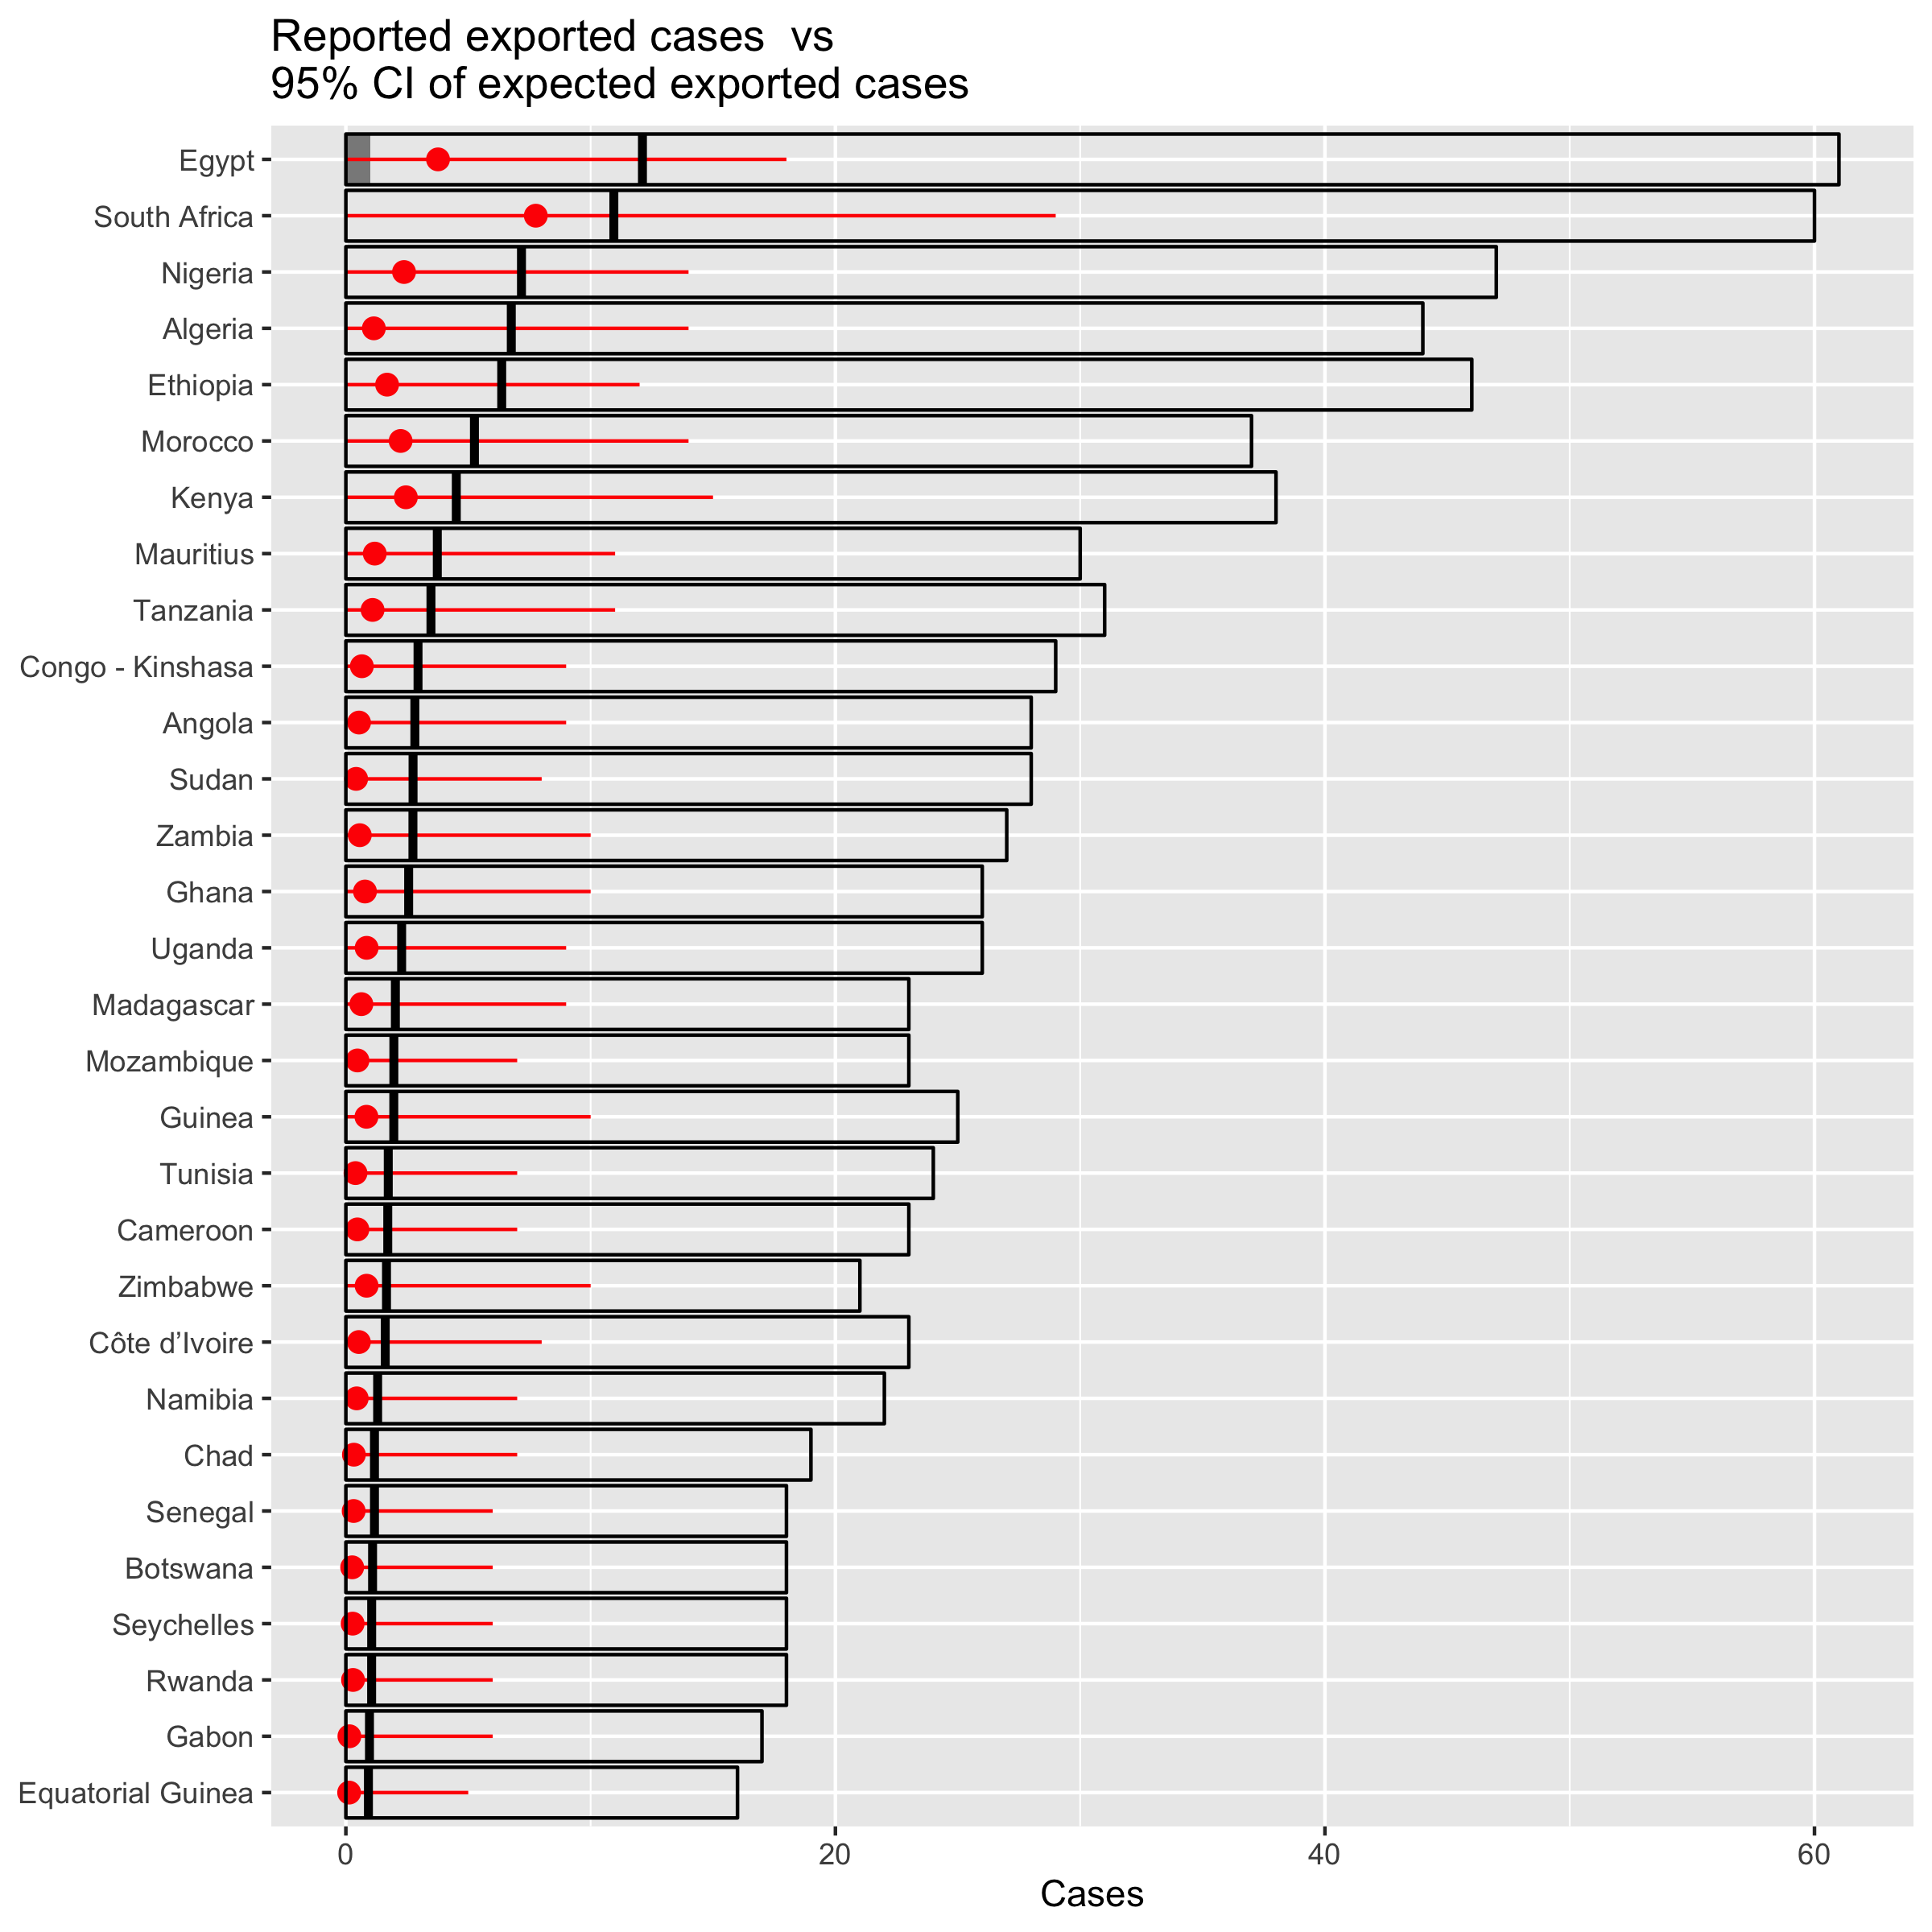 Reported exported cases  vs
95% CI of expected exported cases
Egypt
South Africa
Nigeria
Algeria
Ethiopia
Morocco
Kenya
Mauritius
Tanzania
Congo - Kinshasa
Angola
Sudan
Zambia
Ghana
Uganda
Madagascar
Mozambique
Guinea
Tunisia
Cameroon
Zimbabwe
Côte d’Ivoire
Namibia
Chad
Senegal
Botswana
Seychelles
Rwanda
Gabon
Equatorial Guinea
0 20 40 60
Cases